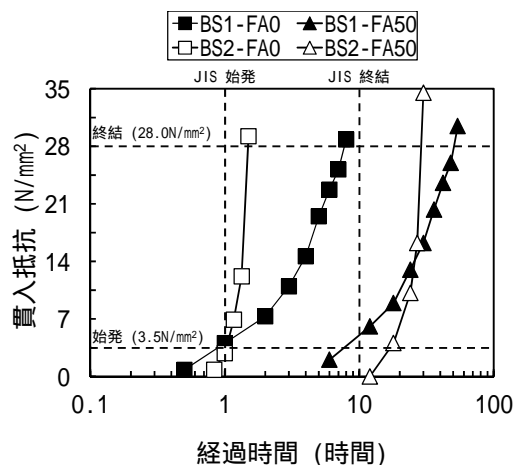 BS1-FA0 BS1-FA50
BS2-FA0 BS2-FA50
JIS 始発 JIS 終結
35
終結 (28.0N/mm²)
28
21
14
7
始発 (3.5N/mm²)
0
貫入抵抗 (N/mm²)
0.1 1 10 100
経過時間 (時間)